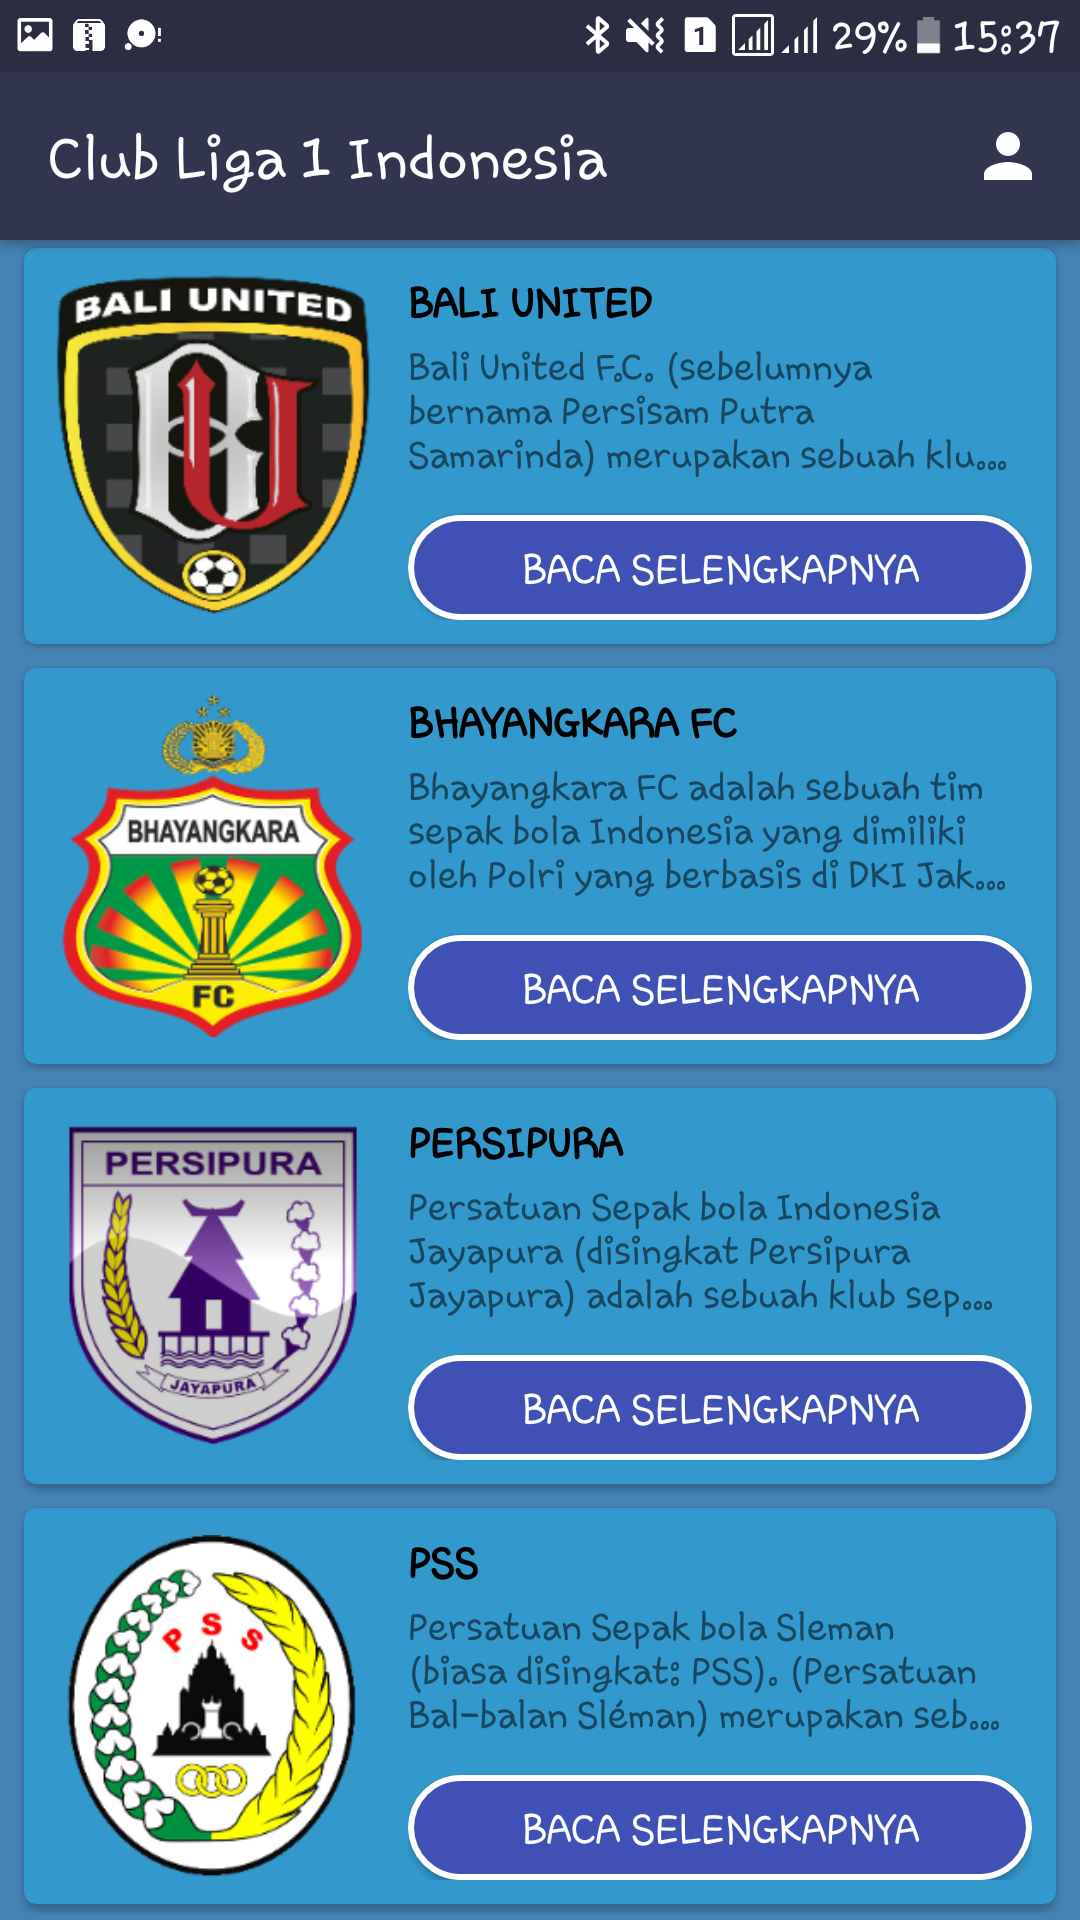 1 29% 15:37
Club Liga 1 Indonesia
BALI UNITED
BU
BALI UNITED
Bali United F.C. (sebelumnya
bernama Persisam Putra
Samarinda) merupakan sebuah klu...
BACA SELENGKAPNYA
BHAYANGKARA
FC
BHAYANGKARA FC
Bhayangkara FC adalah sebuah tim
sepak bola Indonesia yang dimiliki
oleh Polri yang berbasis di DKI Jak...
BACA SELENGKAPNYA
PERSIPURA
JAYAPURA
PERSIPURA
Persatuan Sepak bola Indonesia
Jayapura (disingkat Persipura
Jayapura) adalah sebuah klub sep...
BACA SELENGKAPNYA
PSS
PSS
Persatuan Sepak bola Sleman
(biasa disingkat: PSS). (Persatuan
Bal-balan Sléman) merupakan seb...
BACA SELENGKAPNYA